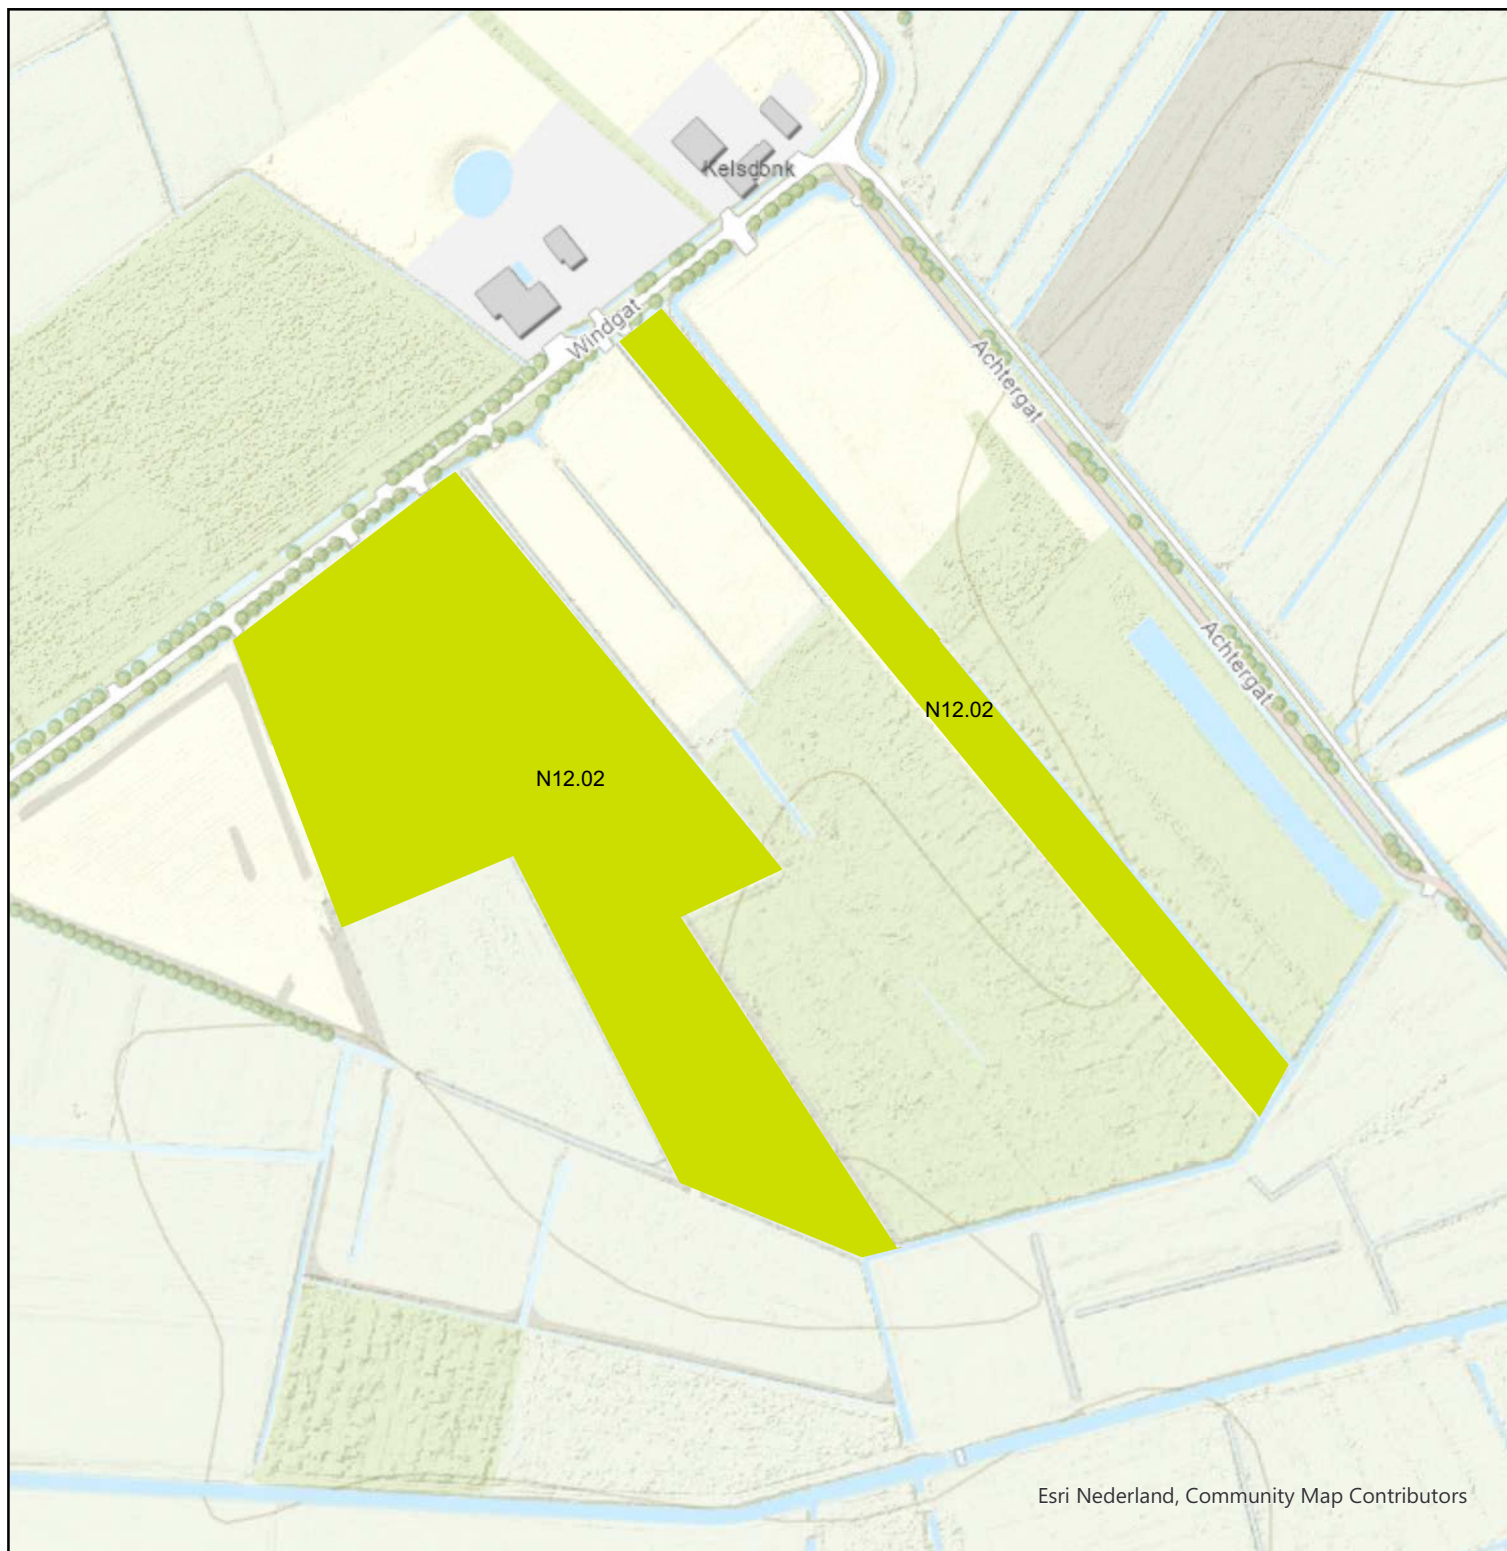 Kelsdonk
Windgat
Achtergat
N12.02
Achtergat
N12.02
Esri Nederland, Community Map Contributors